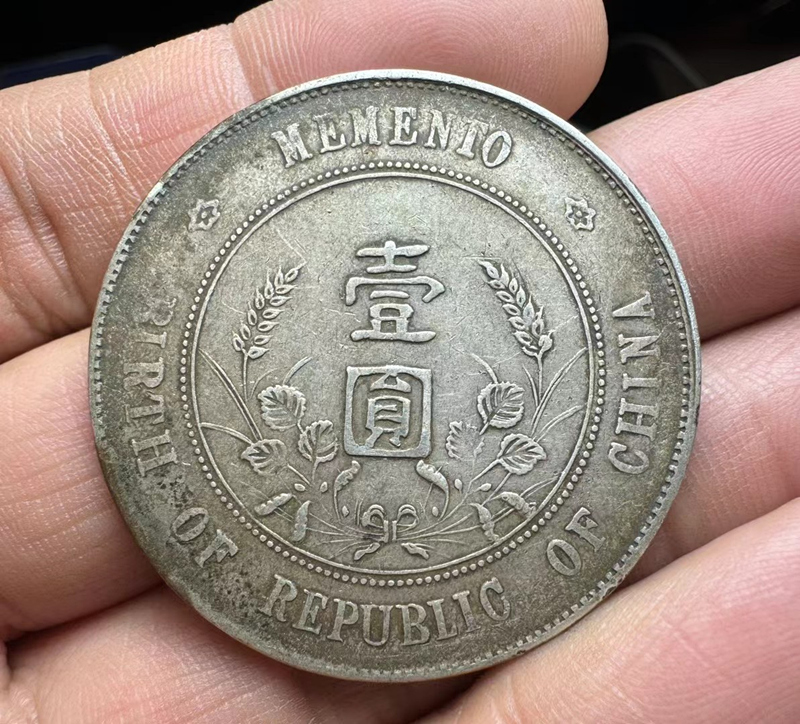 MEMENTO
壹
圓
BIRTH OF REPUBLIC OF CHINA